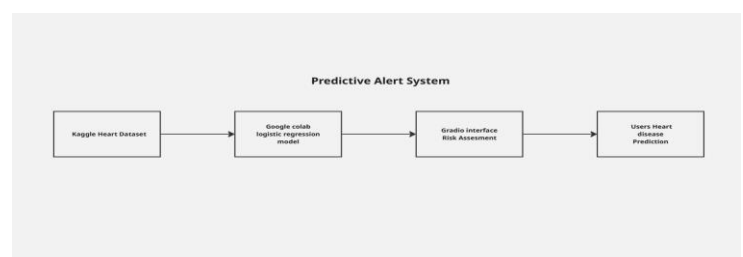 Predictive Alert System
Kaggle Heart Dataset
Google colab
logistic regression
model
Gradio interface
Risk Assesment
Users Heart
disease
Prediction